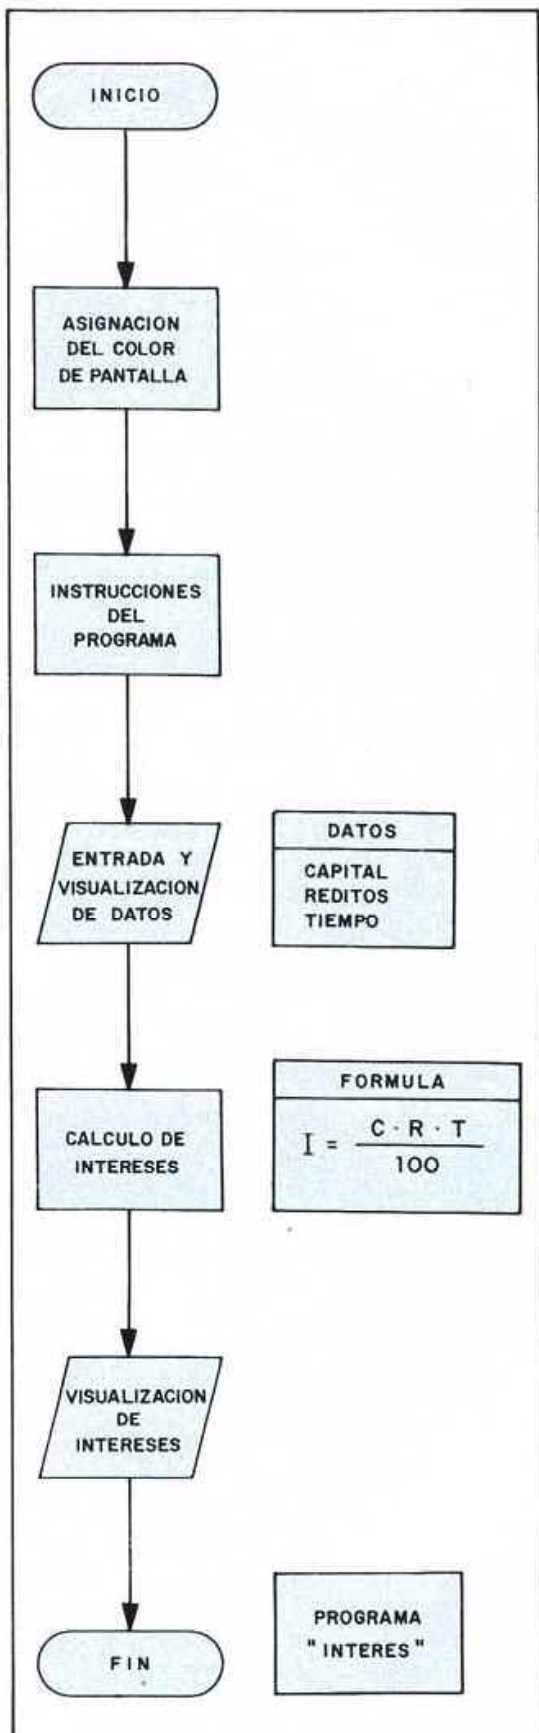 INICIO
ASIGNACION
DEL COLOR
DE PANTALLA
INSTRUCCIONES
DEL
PROGRAMA
ENTRADA Y
VISUALIZACION
DE DATOS
DATOS
CAPITAL
REDITOS
TIEMPO
CALCULO DE
INTERESES
FORMULA
I = C · R · T
100
VISUALIZACION
DE
INTERESES
FIN
PROGRAMA
" INTERES "